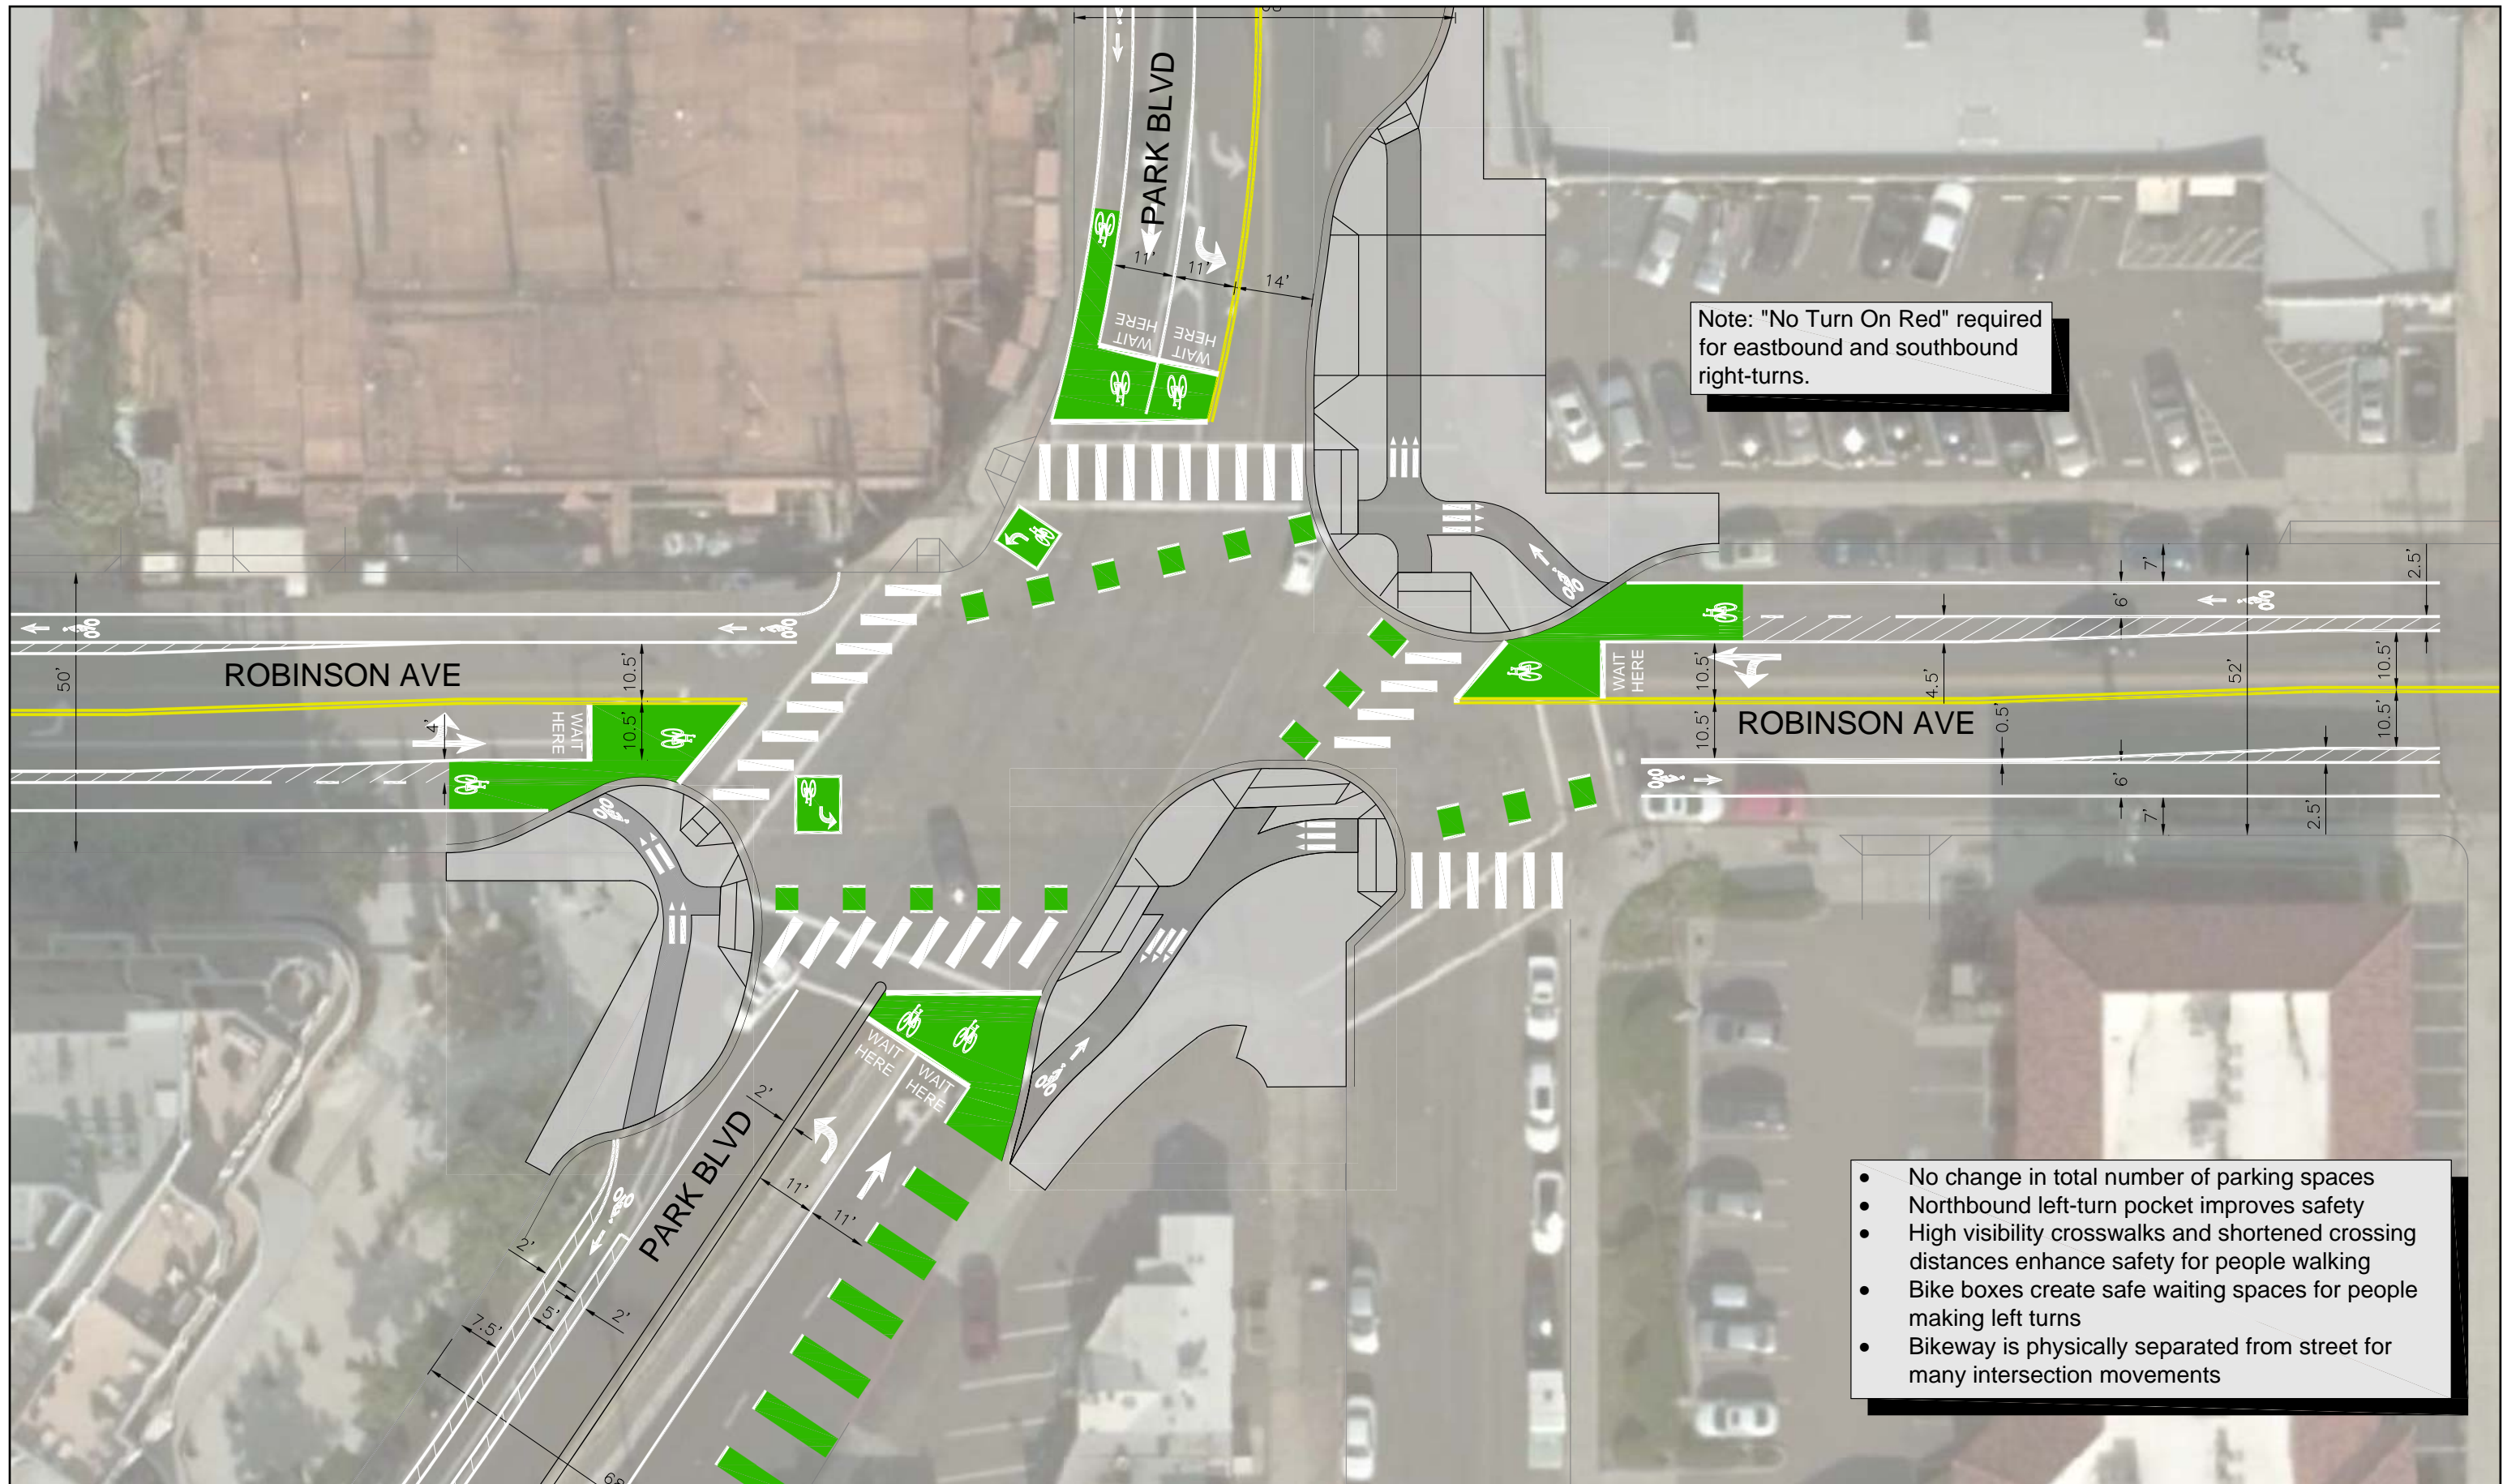 PARK BLVD
11'
11'
14'
WAIT
HERE
WAIT
HERE
Note: "No Turn On Red" required
for eastbound and southbound
right-turns.
50'
ROBINSON AVE
10.5'
4'
WAIT
HERE
10.5'
WAIT
HERE
10.5'
10.5'
4.5'
ROBINSON AVE
0.5'
7'
6'
6'
7'
52'
2.5'
10.5'
10.5'
2.5'
WAIT
HERE
WAIT
HERE
2'
PARK BLVD
11'
11'
2'
5'
2'
7.5'
• No change in total number of parking spaces
• Northbound left-turn pocket improves safety
• High visibility crosswalks and shortened crossing
distances enhance safety for people walking
• Bike boxes create safe waiting spaces for people
making left turns
• Bikeway is physically separated from street for
many intersection movements